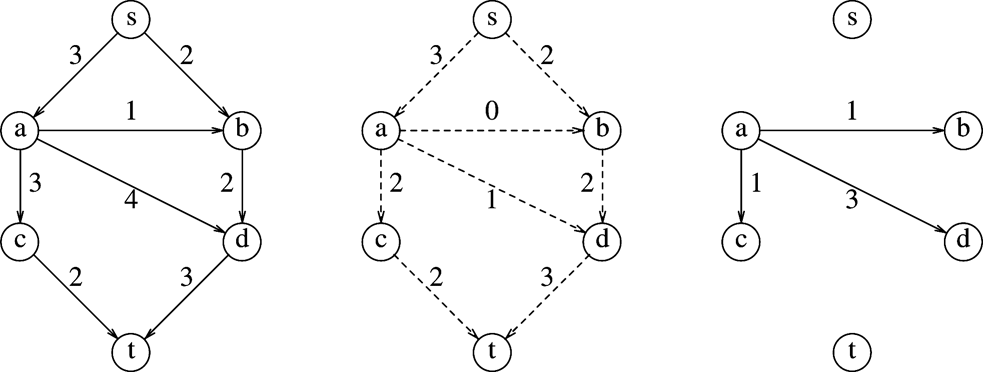 s s s
3 2 3 2
1 0 1
a b a b a b
3 4 2 2 1 2 1 3
c d c d c d
2 3 2 3
t t t